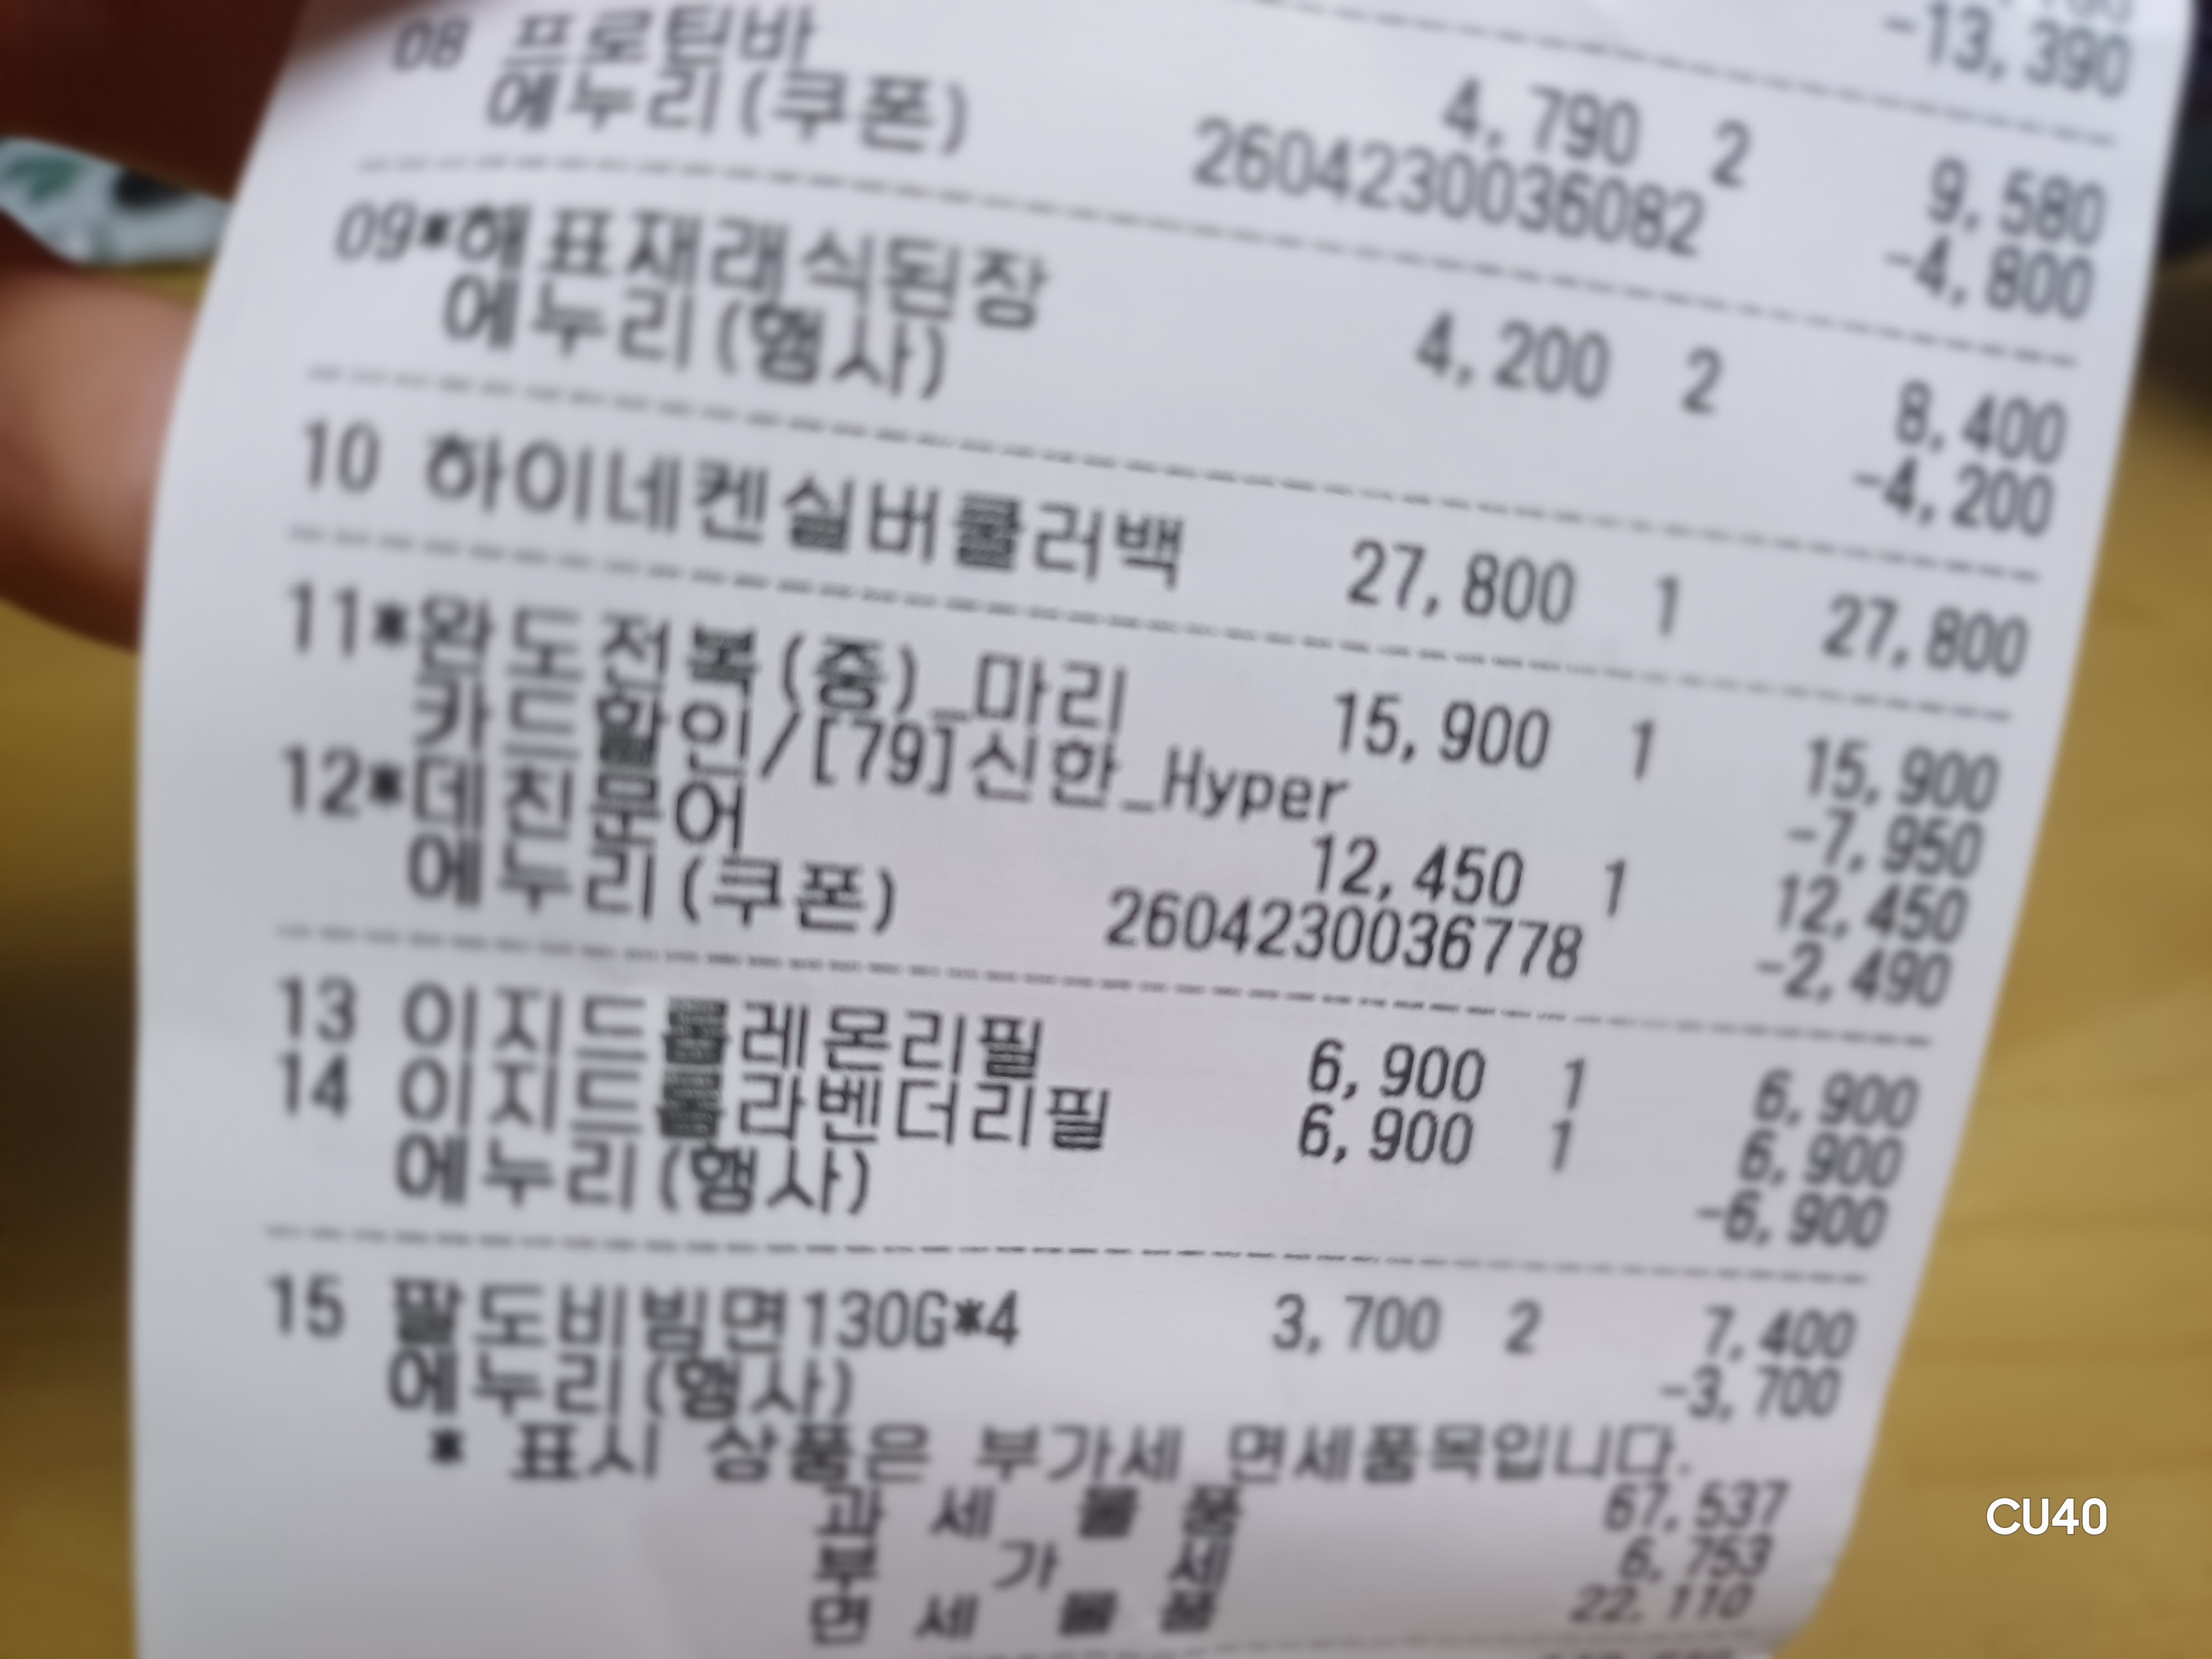 -13,390
08 프로틴바 4,790 2 9,580
에누리(쿠폰) 2604230036082 -4,800
09*해표재래식된장 4,200 2 8,400
에누리(행사) -4,200
10 하이네켄실버쿨러백 27,800 1 27,800
11*완도전복(중)_마리 15,900 1 15,900
카드할인/[79]신한_Hyper -7,950
12*데친문어 12,450 1 12,450
에누리(쿠폰) 2604230036778 -2,490
13 이지드롭레몬리필 6,900 1 6,900
14 이지드롭라벤더리필 6,900 1 6,900
에누리(행사) -6,900
15 팔도비빔면130G*4 3,700 2 7,400
에누리(행사) -3,700
* 표시 상품은 부가세 면세품목입니다.
과 세 물 품 67,537
부 가 세 6,753
면 세 물 품 22,110
CU40